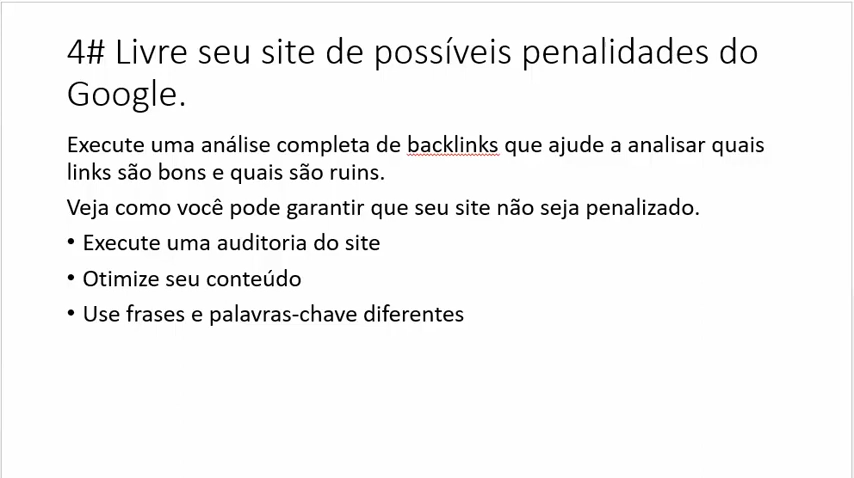 4# Livre seu site de possíveis penalidades do
Google.
Execute uma análise completa de backlinks que ajude a analisar quais
links são bons e quais são ruins.
Veja como você pode garantir que seu site não seja penalizado.
• Execute uma auditoria do site
• Otimize seu conteúdo
• Use frases e palavras-chave diferentes